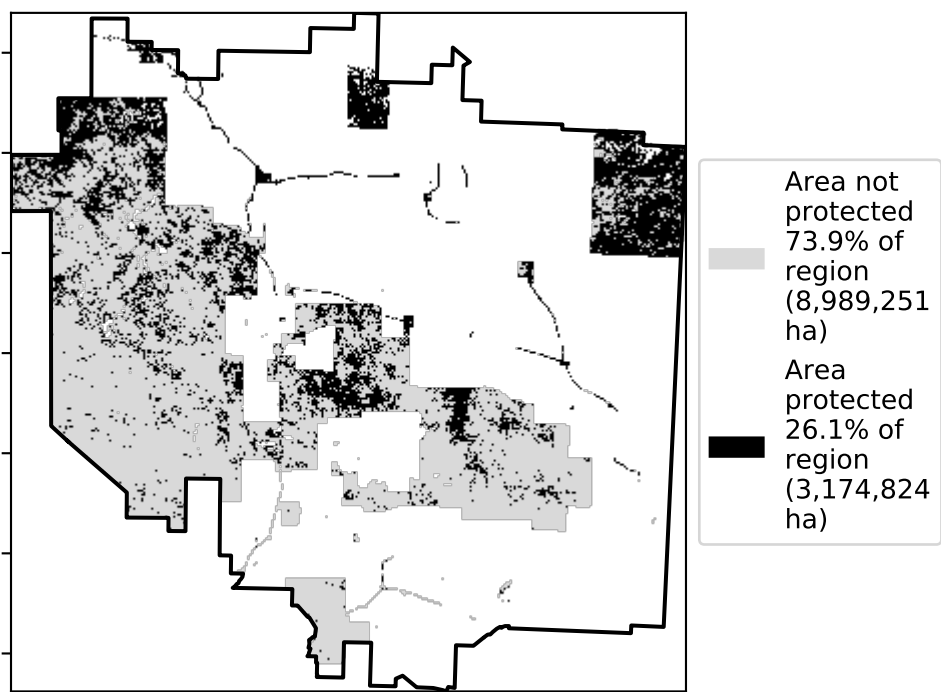 Area not
protected
73.9% of
region
(8,989,251
ha)
Area
protected
26.1% of
region
(3,174,824
ha)